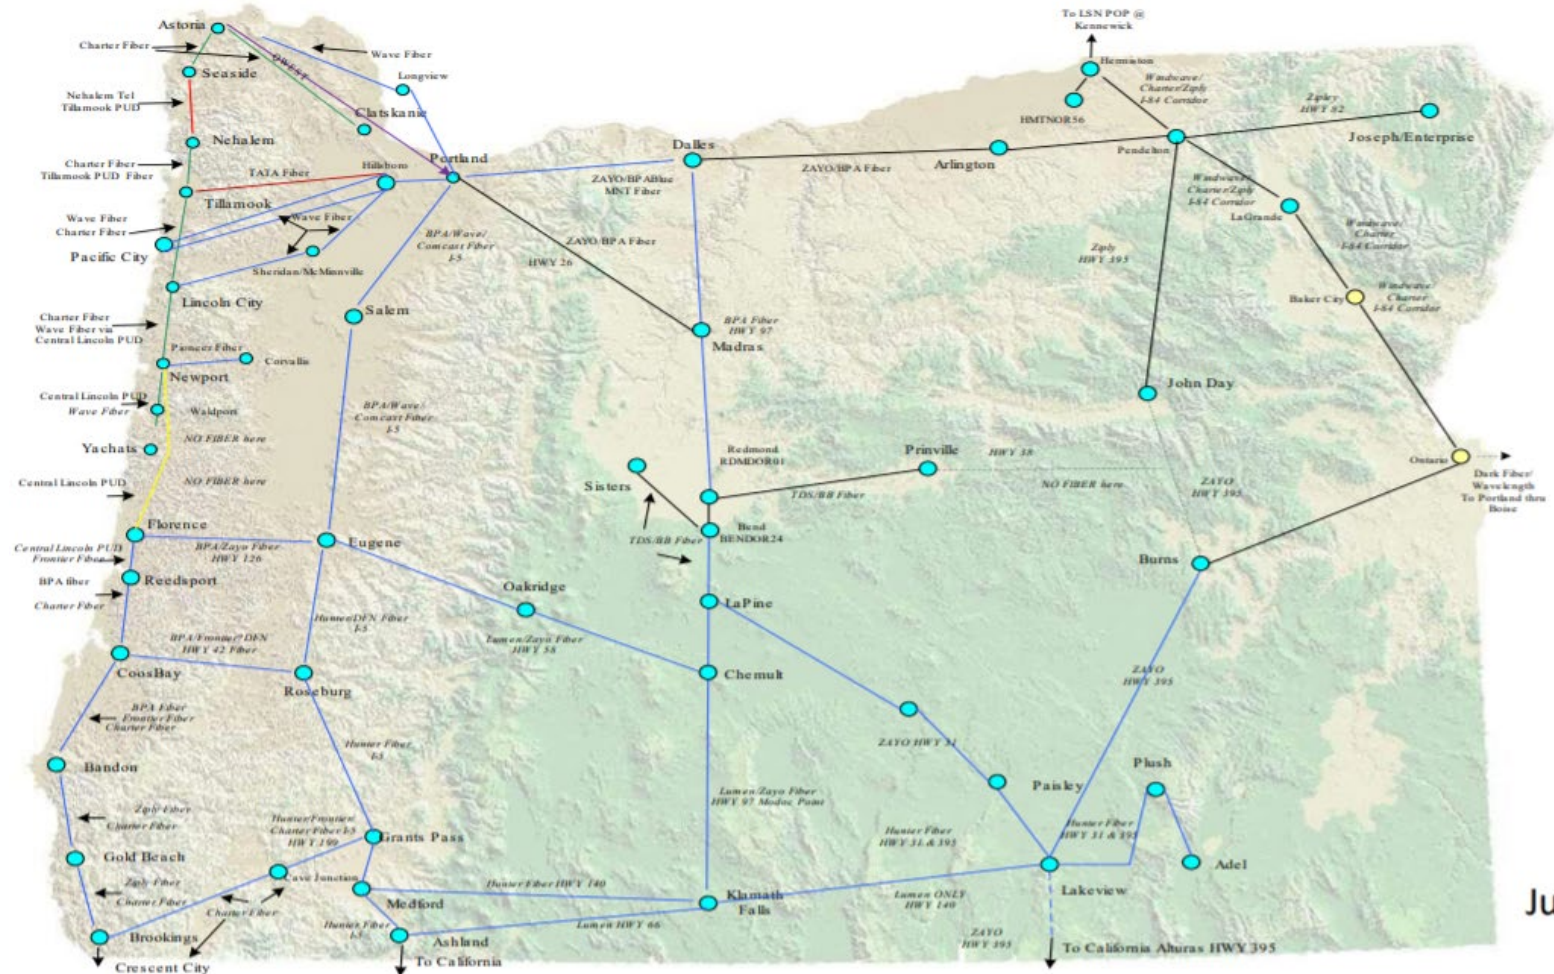 To LSN POP @
Kennewick
Astoria
Charter Fiber
Wave Fiber
QWEST
Seaside
Longview
Hermiston
Windwave/
Charter/Ziply
I-84 Corridor
Nehalem Tel
Tillamook PUD
Clatskanie
HMTNOR56
Zipley
HWY 82
Joseph/Enterprise
Nehalem
Dalles
Pendelton
Charter Fiber
Tillamook PUD Fiber
Hillsboro
Portland
Arlington
TATA Fiber
ZAYO/BPABlue
MNT Fiber
ZAYO/BPA Fiber
Windwave/
Charter/Ziply
I-84 Corridor
Tillamook
Wave Fiber
Charter Fiber
Wave Fiber
LaGrande
Windwave/
Charter
I-84 Corridor
Pacific City
BPA/Wave/
Comcast Fiber
I-5
ZAYO/BPA Fiber
HWY 26
Ziply
HWY 395
Sheridan/McMinnville
Lincoln City
Baker City
Windwave/
Charter
I-84 Corridor
Salem
Charter Fiber
Wave Fiber via
Central Lincoln PUD
BPA Fiber
HWY 97
Madras
Pioneer Fiber
Corvallis
Newport
John Day
Central Lincoln PUD
Wave Fiber
Waldport
BPA/Wave/
Comcast Fiber
I-5
NO FIBER here
Yachats
Redmond
RDMDOR01
Prinville
HWY 38
Ontario
NO FIBER here
Central Lincoln PUD
Sisters
TDS/BB Fiber
NO FIBER here
ZAYO
HWY 395
Dark Fiber/
Wavelength
To Portland thru
Boise
Florence
Bend
BENDOR24
TDS/BB Fiber
Central Lincoln PUD
Frontier Fiber
BPA/Zayo Fiber
HWY 126
Eugene
Burns
BPA fiber
Reedsport
Oakridge
Charter Fiber
LaPine
Hunter/DFN Fiber
I-5
BPA/Frontier?DFN
HWY 42 Fiber
Lumen/Zayo Fiber
HWY 58
CoosBay
Chemult
ZAYO
HWY 395
Roseburg
BPA Fiber
Frontier Fiber
Charter Fiber
Hunter Fiber
I-5
ZAYO HWY 31
Bandon
Plush
Paisley
Lumen/Zayo Fiber
HWY 97 Modoc Point
Ziply Fiber
Charter Fiber
Hunter/Frontier/
Charter Fiber I-5
HWY 199
Grants Pass
Hunter Fiber
HWY 31 & 395
Hunter Fiber
HWY 31 & 395
Gold Beach
Adel
Cave Junction
Ziply Fiber
Charter Fiber
Hunter Fiber HWY 140
Lakeview
Charter Fiber
Medford
Klamath
Falls
Lumen ONLY
HWY 140
Ju
Hunter Fiber
I-5
Lumen HWY 66
Brookings
Ashland
ZAYO
HWY 395
To California Alturas HWY 395
Crescent City
To California